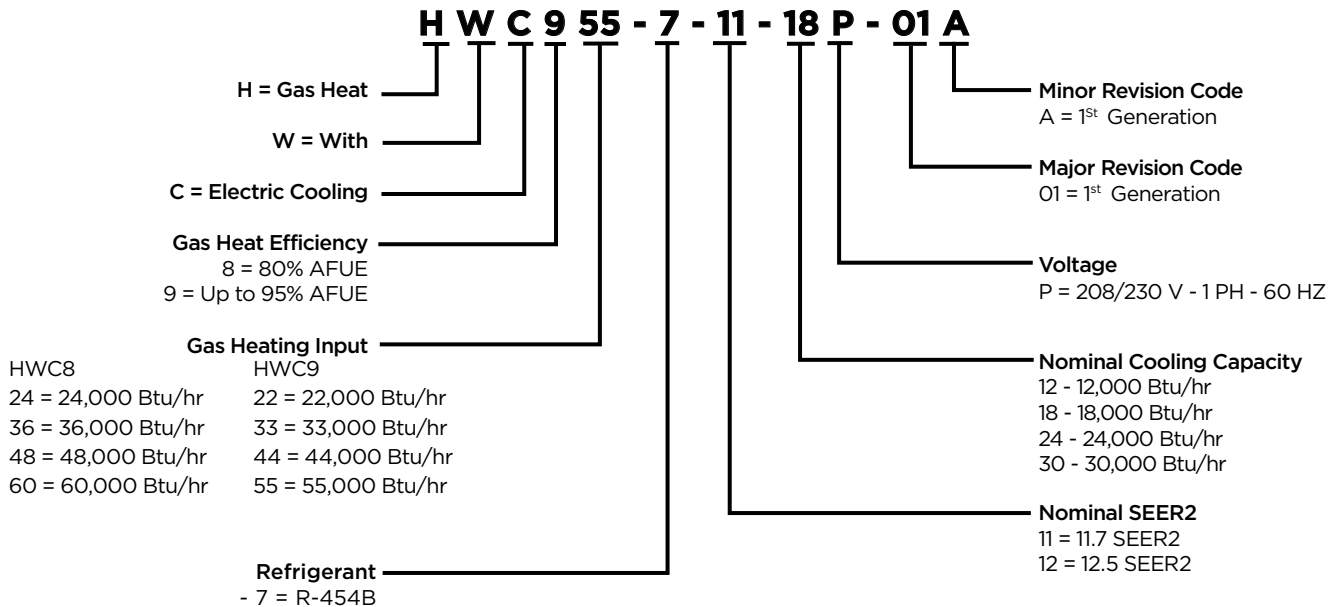 H W C 9 55 - 7 - 11 - 18 P - 01 A
H = Gas Heat
W = With
C = Electric Cooling
Gas Heat Efficiency
8 = 80% AFUE
9 = Up to 95% AFUE
Gas Heating Input
HWC8 HWC9
24 = 24,000 Btu/hr 22 = 22,000 Btu/hr
36 = 36,000 Btu/hr 33 = 33,000 Btu/hr
48 = 48,000 Btu/hr 44 = 44,000 Btu/hr
60 = 60,000 Btu/hr 55 = 55,000 Btu/hr
Refrigerant
- 7 = R-454B
Minor Revision Code
A = 1St Generation
Major Revision Code
01 = 1st Generation
Voltage
P = 208/230 V - 1 PH - 60 HZ
Nominal Cooling Capacity
12 - 12,000 Btu/hr
18 - 18,000 Btu/hr
24 - 24,000 Btu/hr
30 - 30,000 Btu/hr
Nominal SEER2
11 = 11.7 SEER2
12 = 12.5 SEER2